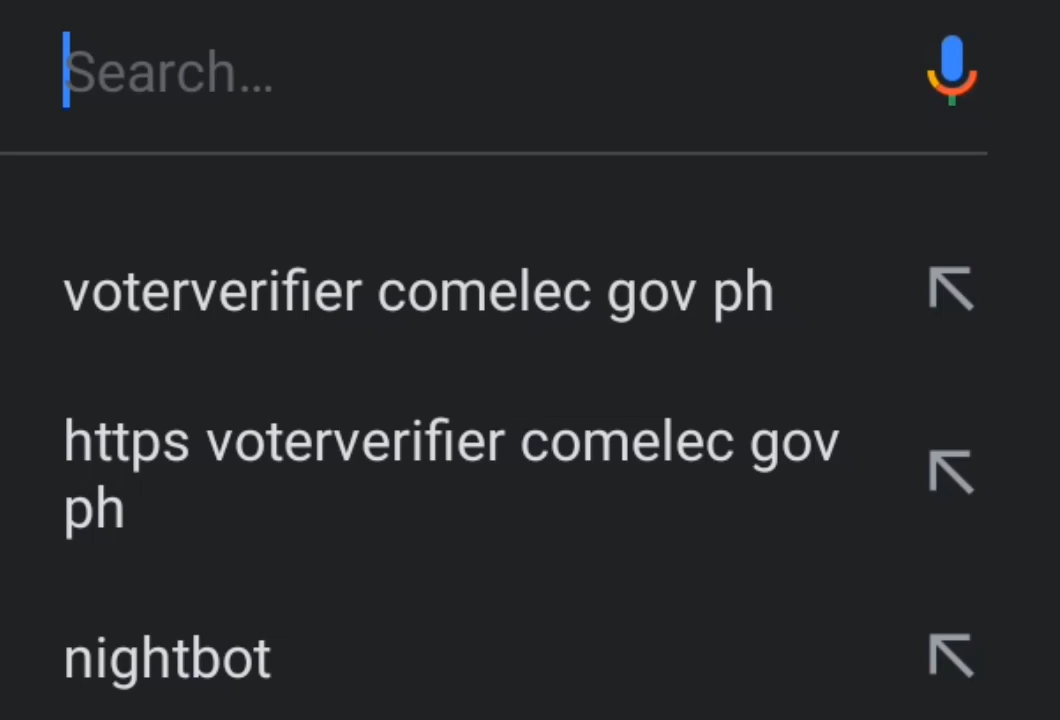 Search...
voterverifier comelec gov ph
https voterverifier comelec gov
ph
nightbot